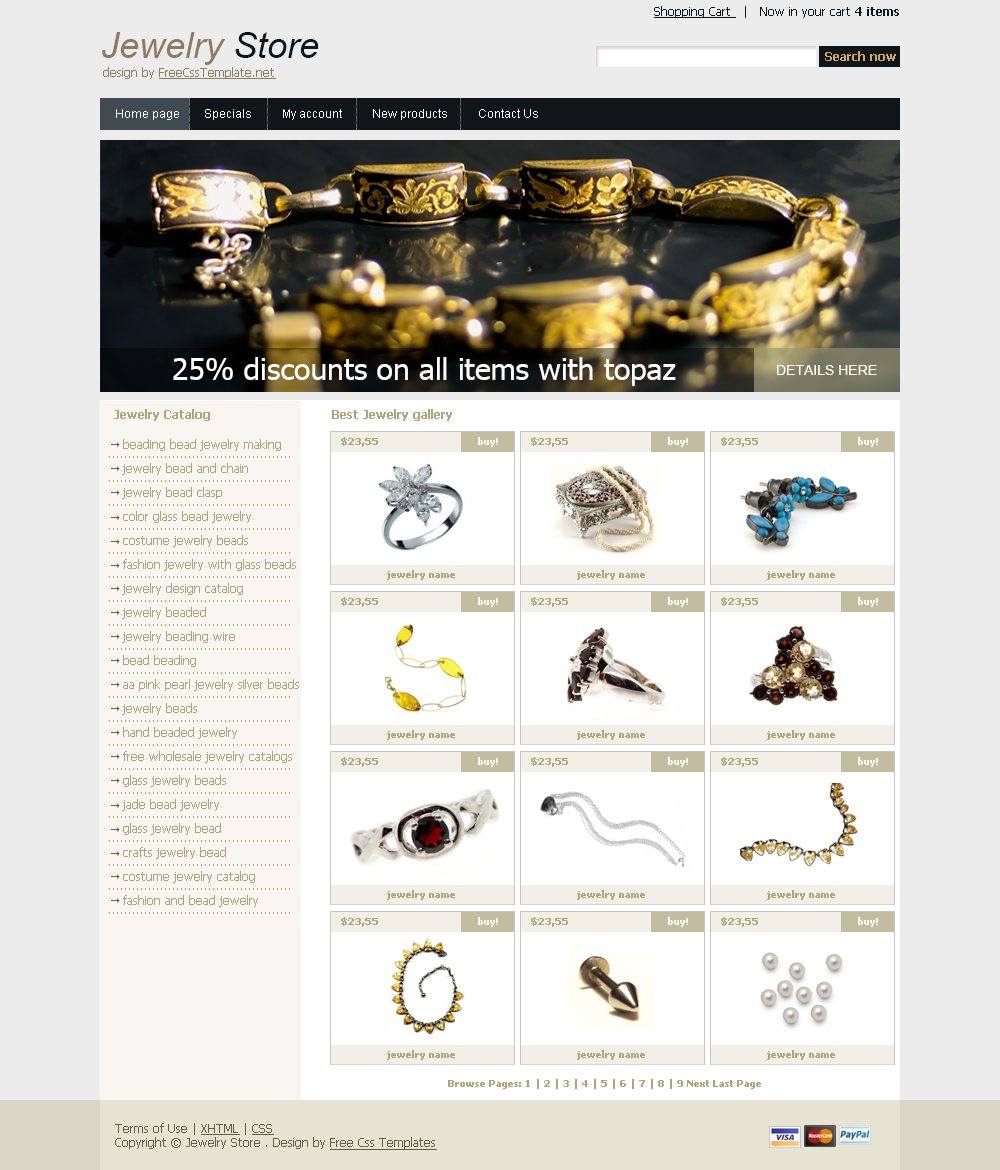 Shopping Cart | Now in your cart 4 items
Jewelry Store
design by FreeCssTemplate.net
Search now
Home page Specials My account New products Contact Us
25% discounts on all items with topaz DETAILS HERE
Jewelry Catalog
beading bead jewelry making
jewelry bead and chain
jewelry bead clasp
color glass bead jewelry
costume jewelry beads
fashion jewelry with glass beads
jewelry design catalog
jewelry beaded
jewelry beading wire
bead beading
aa pink pearl jewelry silver beads
jewelry beads
hand beaded jewelry
free wholesale jewelry catalogs
glass jewelry beads
jade bead jewelry
glass jewelry bead
crafts jewelry bead
costume jewelry catalog
fashion and bead jewelry
Best Jewelry gallery
$23,55 buy! $23,55 buy! $23,55 buy!
jewelry name jewelry name jewelry name
$23,55 buy! $23,55 buy! $23,55 buy!
jewelry name jewelry name jewelry name
$23,55 buy! $23,55 buy! $23,55 buy!
jewelry name jewelry name jewelry name
$23,55 buy! $23,55 buy! $23,55 buy!
jewelry name jewelry name jewelry name
Browse Pages: 1 | 2 | 3 | 4 | 5 | 6 | 7 | 8 | 9 Next Last Page
Terms of Use | XHTML | CSS
Copyright © Jewelry Store . Design by Free Css Templates
VISA MasterCard PayPal